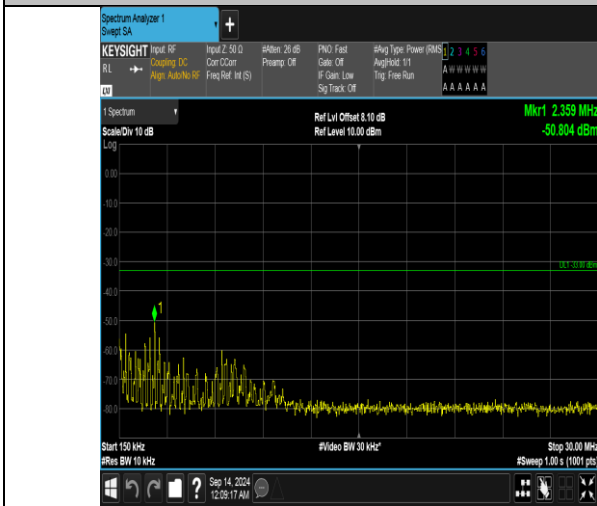 Spectrum Analyzer 1
Swept SA
+
KEYSIGHT Input: RF Input Z: 50 Ω #Atten: 26 dB PNO: Fast #Avg Type: Power (RMS 1 2 3 4 5 6
RL Coupling: DC Corr CCorr Preamp: Off Gate: Off Avg|Hold: 1/1 A W W W W W
Align: Auto/No RF Freq Ref: Int (S) IF Gain: Low Trig: Free Run
Sig Track: Off A A A A A A
1 Spectrum
Ref Lvl Offset 8.10 dB Mkr1 2.359 MHz
Scale/Div 10 dB Ref Level 10.00 dBm -50.804 dBm
Log
0.00
-10.0
-20.0
-30.0
DL1 -33.00 dBm
-40.0
1
-50.0
-60.0
-70.0
-80.0
Start 150 kHz #Video BW 30 kHz* Stop 30.00 MHz
#Res BW 10 kHz #Sweep 1.00 s (1001 pts)
?
Sep 14, 2024
12:09:17 AM